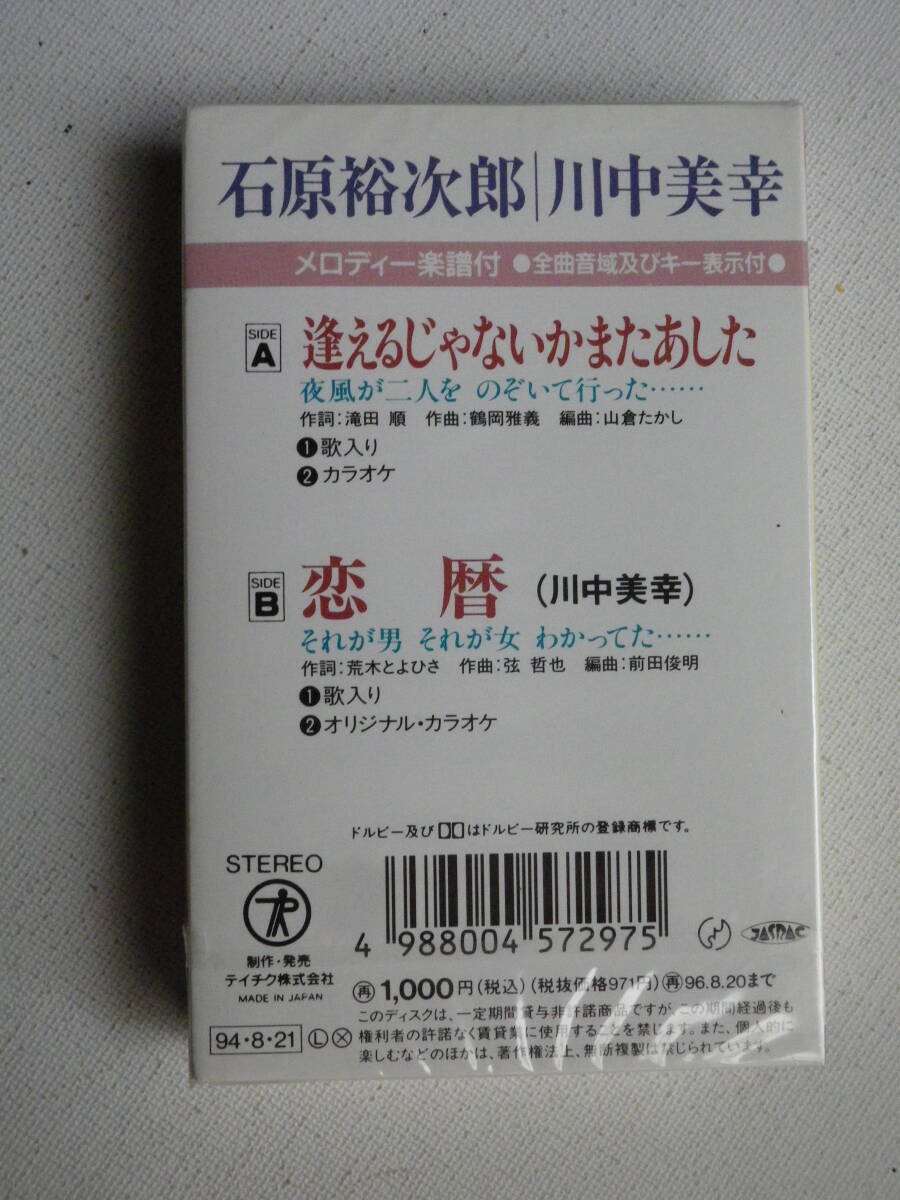 石原裕次郎|川中美幸
メロディー楽譜付 ●全曲音域及びキー表示付●
SIDE A 逢えるじゃないかまたあした
夜風が二人を のぞいて行った……
作詞:滝田 順 作曲:鶴岡雅義 編曲:山倉たかし
❶歌入り
❷カラオケ
SIDE B 恋 暦 (川中美幸)
それが男 それが女 わかってた……
作詞:荒木とよひさ 作曲:弦 哲也 編曲:前田俊明
❶歌入り
❷オリジナル・カラオケ
ドルビー及び はドルビー研究所の登録商標です。
STEREO
4 988004 572975
JASRAC
制作・発売
テイチク株式会社
MADE IN JAPAN
㊢1,000円(税込)(税抜価格971円)㊢96.8.20まで
94・8・21 Ⓛ Ⓧ
このディスクは、一定期間貸与非許諾商品ですが、この期間経過後も
権利者の許諾なく賃貸業に使用することを禁じます。また、個人的に
楽しむなどのほかは、著作権法上、無断複製は禁じられています。